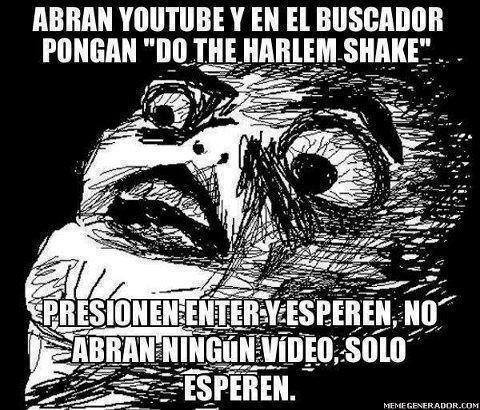 ABRAN YOUTUBE Y EN EL BUSCADOR
PONGAN "DO THE HARLEM SHAKE"
PRESIONEN ENTER Y ESPEREN, NO
ABRAN NINGúN VíDEO, SOLO
ESPEREN.
MEMEGENERADOR.COM